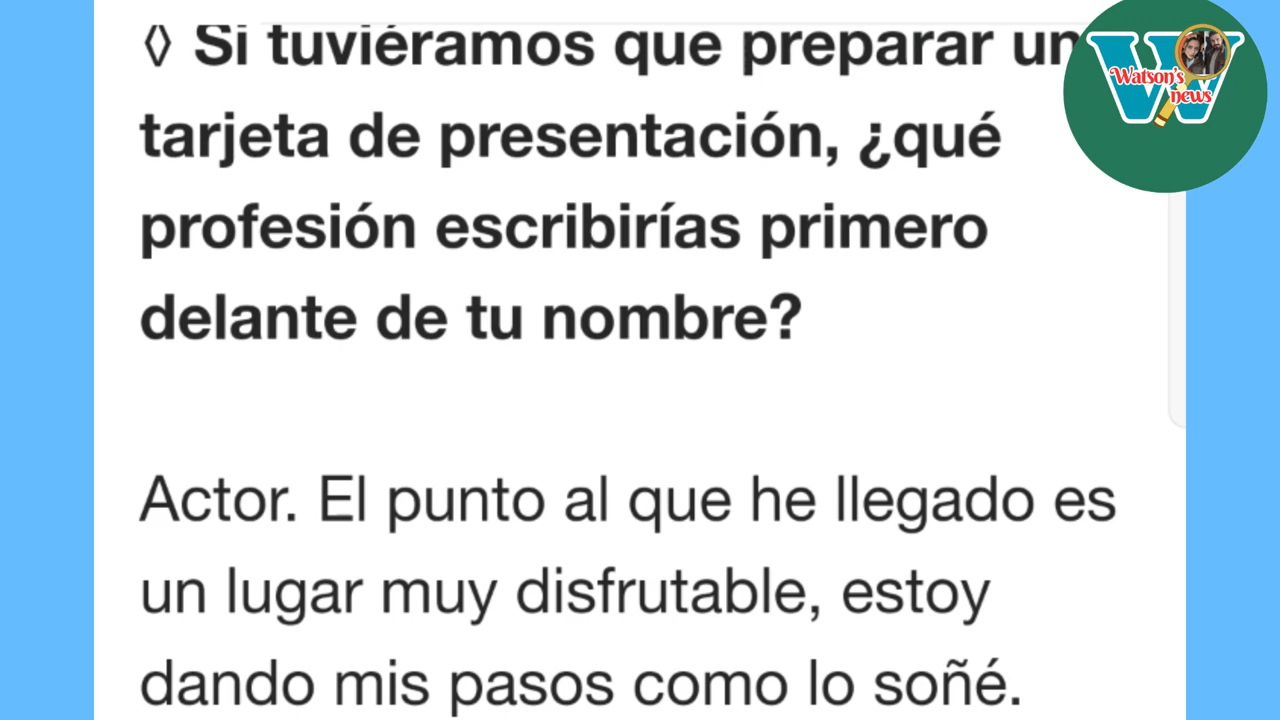 ◊ Si tuviéramos que preparar un
tarjeta de presentación, ¿qué
profesión escribirías primero
delante de tu nombre?
Actor. El punto al que he llegado es
un lugar muy disfrutable, estoy
dando mis pasos como lo soñé.
W
Watson's
news